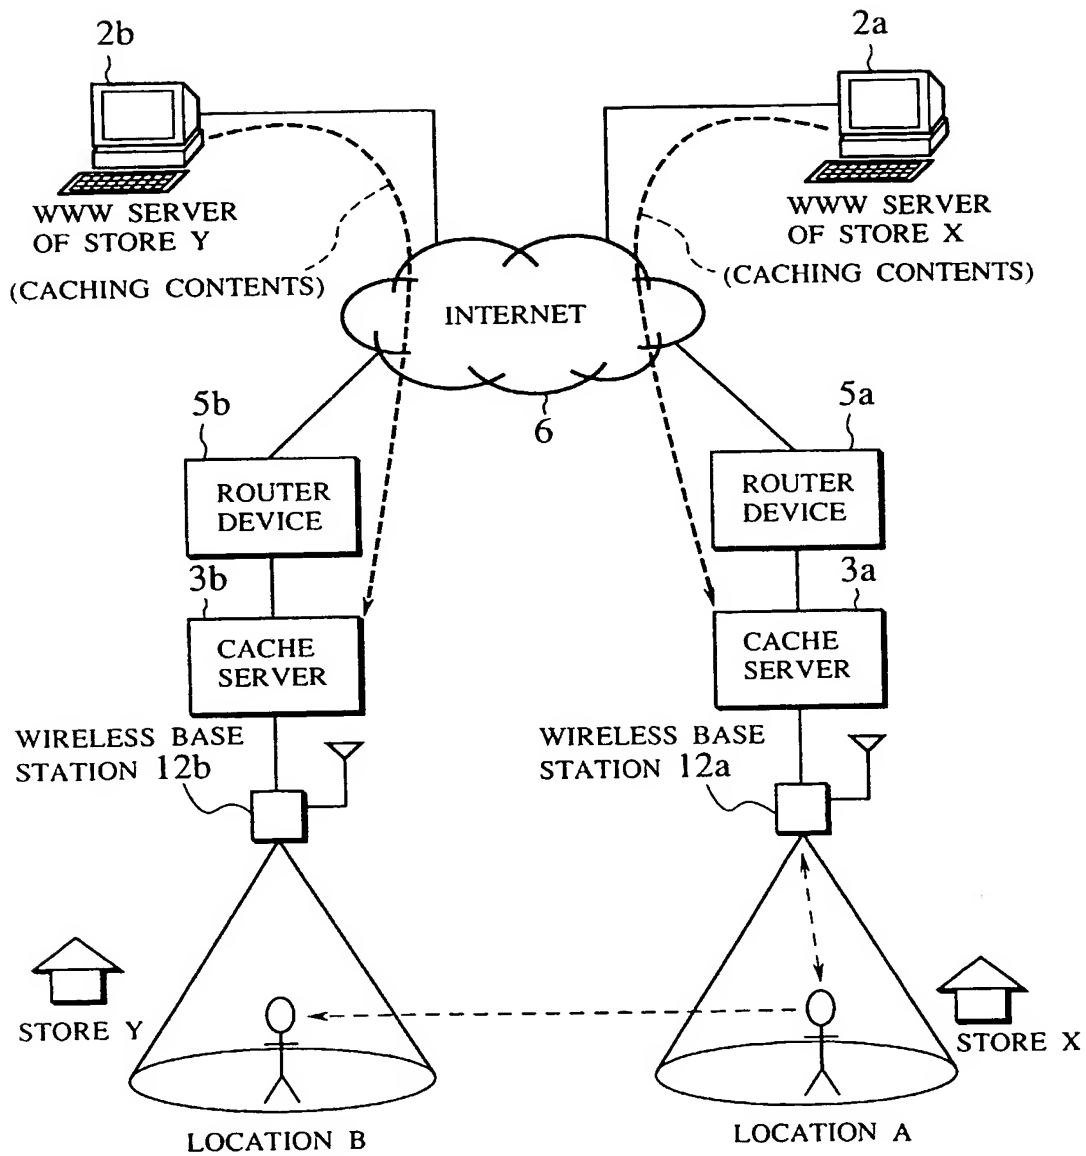 2b
2a
WWW SERVER
OF STORE Y
WWW SERVER
OF STORE X
(CACHING CONTENTS)
(CACHING CONTENTS)
INTERNET
6
5b
5a
ROUTER
DEVICE
ROUTER
DEVICE
3b
3a
CACHE
SERVER
CACHE
SERVER
WIRELESS BASE
STATION 12b
WIRELESS BASE
STATION 12a
STORE Y
STORE X
LOCATION B
LOCATION A